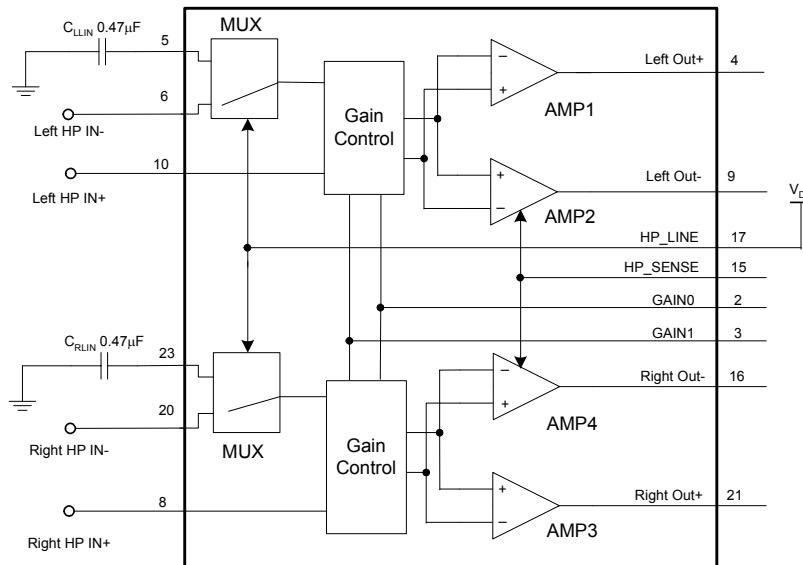 MUX
CLLIN 0.47μF
5
6
Left HP IN-
10
Left HP IN+
Gain
Control
AMP1
Left Out+
4
AMP2
Left Out-
9
HP_LINE
17
HP_SENSE
15
GAIN0
2
GAIN1
3
CRLIN 0.47μF
23
20
Right HP IN-
MUX
8
Right HP IN+
Gain
Control
AMP4
Right Out-
16
AMP3
Right Out+
21